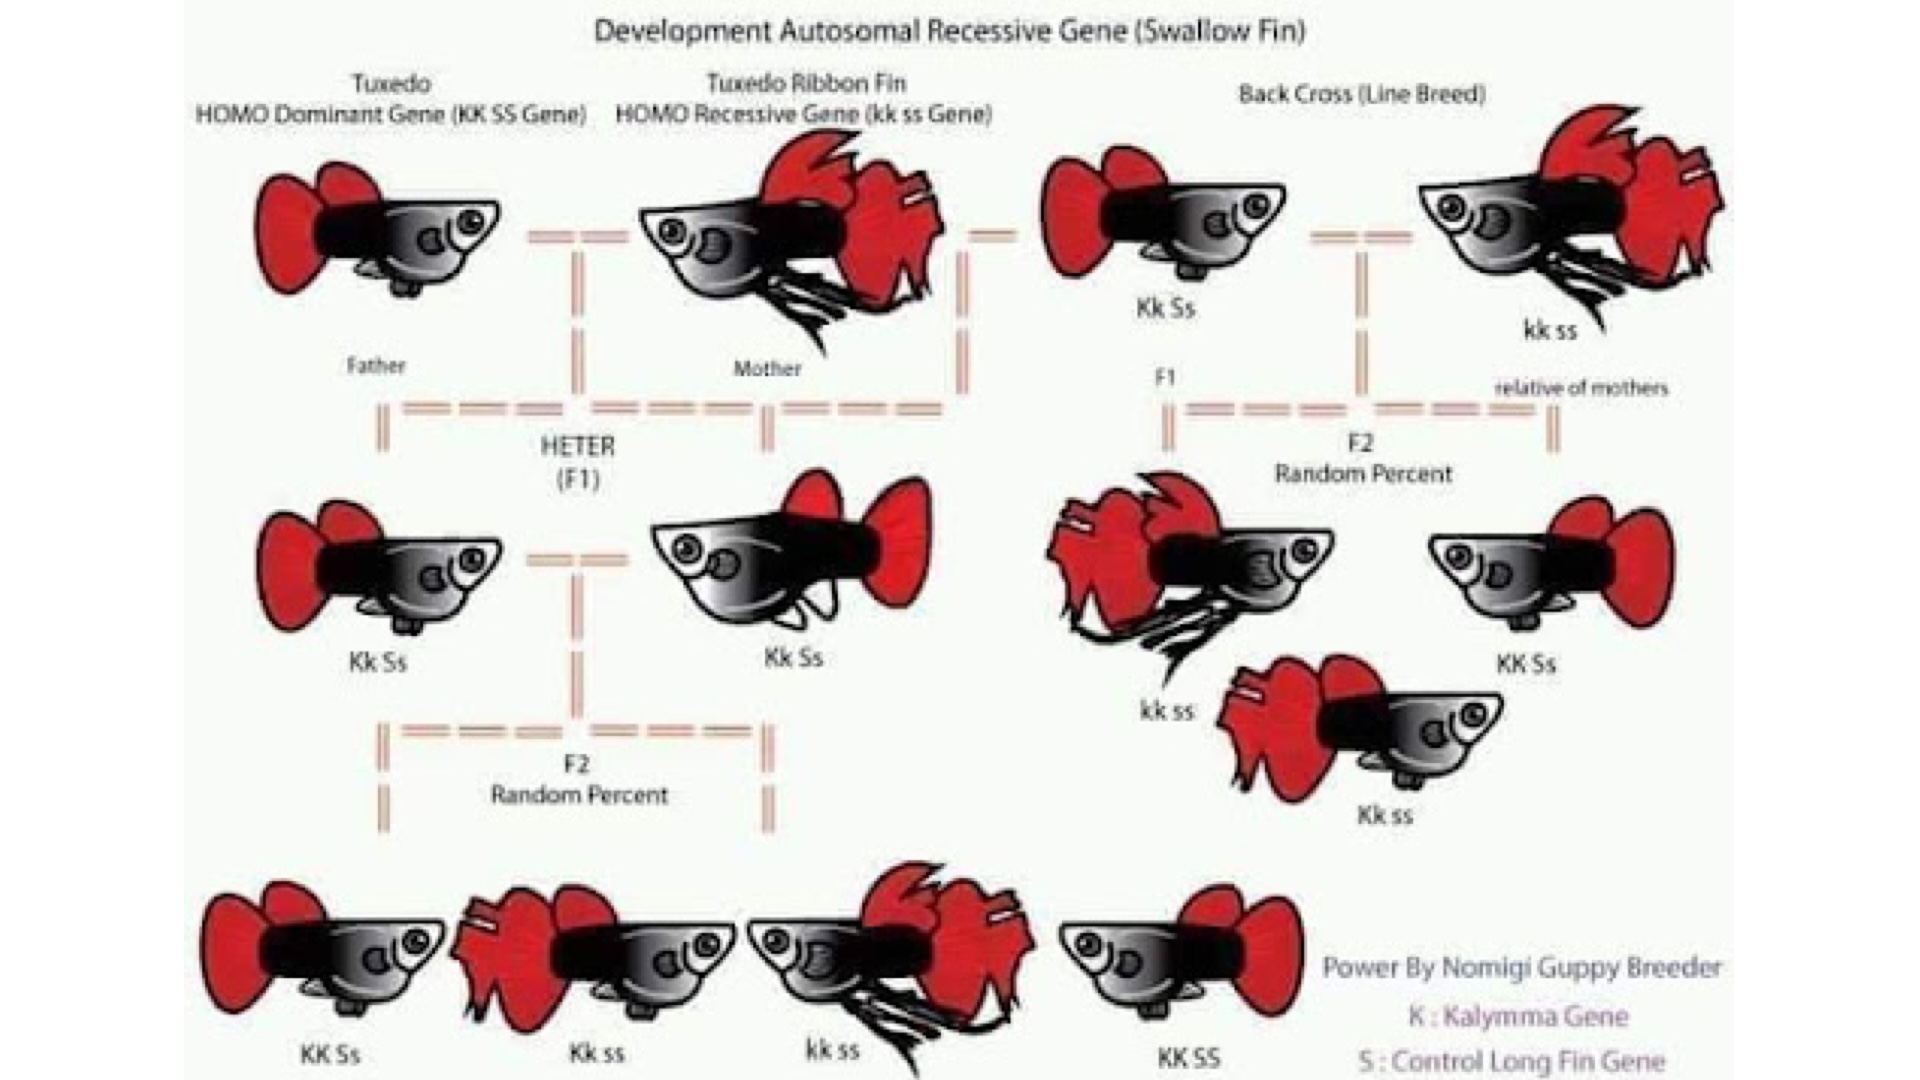 Development Autosomal Recessive Gene (Swallow Fin)
Tuxedo
HOMO Dominant Gene (KK SS Gene)
Tuxedo Ribbon Fin
HOMO Recessive Gene (kk ss Gene)
Back Cross (Line Breed)
Kk Ss
kk ss
Father
Mother
F1
relative of mothers
HETER
(F1)
F2
Random Percent
Kk Ss
Kk Ss
KK Ss
kk ss
F2
Random Percent
Kk ss
KK Ss
Kk ss
kk ss
KK SS
Power By Nomigi Guppy Breeder
K : Kalymma Gene
S : Control Long Fin Gene